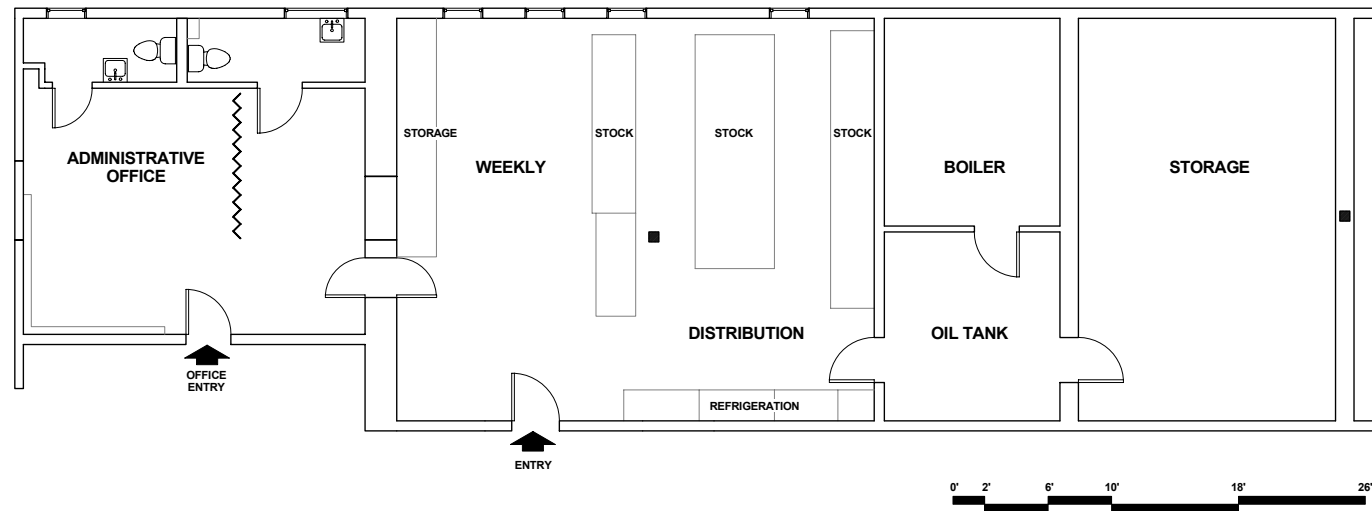 STORAGE
STOCK
STOCK
STOCK
ADMINISTRATIVE
OFFICE
WEEKLY
BOILER
STORAGE
DISTRIBUTION
OIL TANK
OFFICE
ENTRY
REFRIGERATION
ENTRY
0' 2' 6' 10' 18' 26'